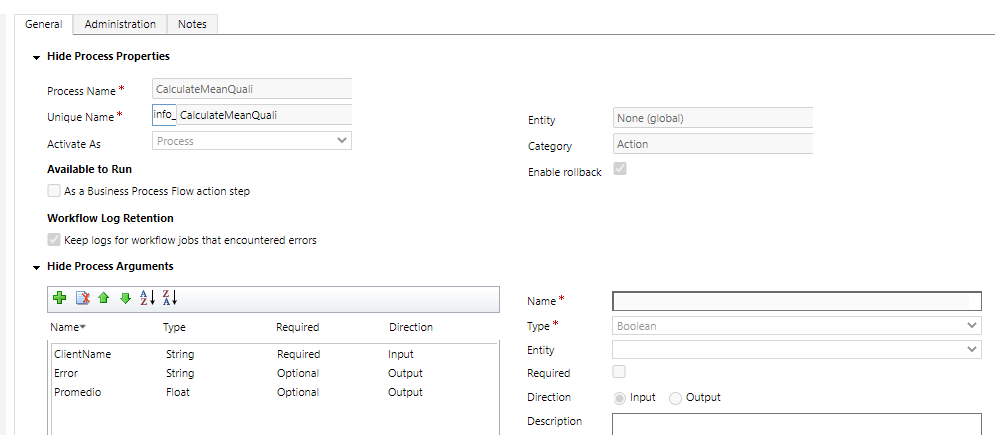 General Administration Notes
Hide Process Properties
Process Name * CalculateMeanQuali
Unique Name * info_ CalculateMeanQuali
Activate As Process
Available to Run
As a Business Process Flow action step
Workflow Log Retention
Keep logs for workflow jobs that encountered errors
Entity None (global)
Category Action
Enable rollback
Hide Process Arguments
Name Type Required Direction
ClientName String Required Input
Error String Optional Output
Promedio Float Optional Output
Name *
Type * Boolean
Entity
Required
Direction Input Output
Description